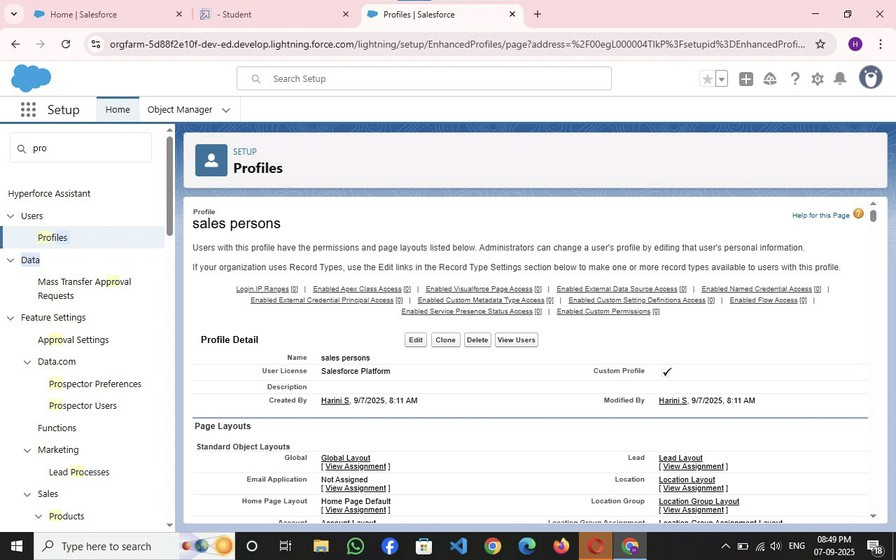 Home | Salesforce
- Student
Profiles | Salesforce
orgfarm-5d88f2e10f-dev-ed.develop.lightning.force.com/lightning/setup/EnhancedProfiles/page?address=%2F00egL000004TlkP%3Fsetupid%3DEnhancedProfi...
H
Search Setup
Setup
Home
Object Manager
pro
Hyperforce Assistant
Users
Profiles
Data
Mass Transfer Approval
Requests
Feature Settings
Approval Settings
Data.com
Prospector Preferences
Prospector Users
Functions
Marketing
Lead Processes
Sales
Products
SETUP
Profiles
Profile
sales persons
Help for this Page
Users with this profile have the permissions and page layouts listed below. Administrators can change a user's profile by editing that user's personal information.
If your organization uses Record Types, use the Edit links in the Record Type Settings section below to make one or more record types available to users with this profile.
Login IP Ranges [0] | Enabled Apex Class Access [0] | Enabled Visualforce Page Access [0] | Enabled External Data Source Access [0] | Enabled Named Credential Access [0] |
Enabled External Credential Principal Access [0] | Enabled Custom Metadata Type Access [0] | Enabled Custom Setting Definitions Access [0] | Enabled Flow Access [0] |
Enabled Service Presence Status Access [0] | Enabled Custom Permissions [0]
Profile Detail
Edit Clone Delete View Users
Name sales persons
User License Salesforce Platform Custom Profile
Description
Created By Harini S, 9/7/2025, 8:11 AM Modified By Harini S, 9/7/2025, 8:11 AM
Page Layouts
Standard Object Layouts
Global Global Layout Lead Lead Layout
[ View Assignment ] [ View Assignment ]
Email Application Not Assigned Location Location Layout
[ View Assignment ] [ View Assignment ]
Home Page Layout Home Page Default Location Group Location Group Layout
[ View Assignment ] [ View Assignment ]
Account Account Layout Location Group Assignment Location Group Assignment Layout
Type here to search
ENG
08:49 PM
07-09-2025